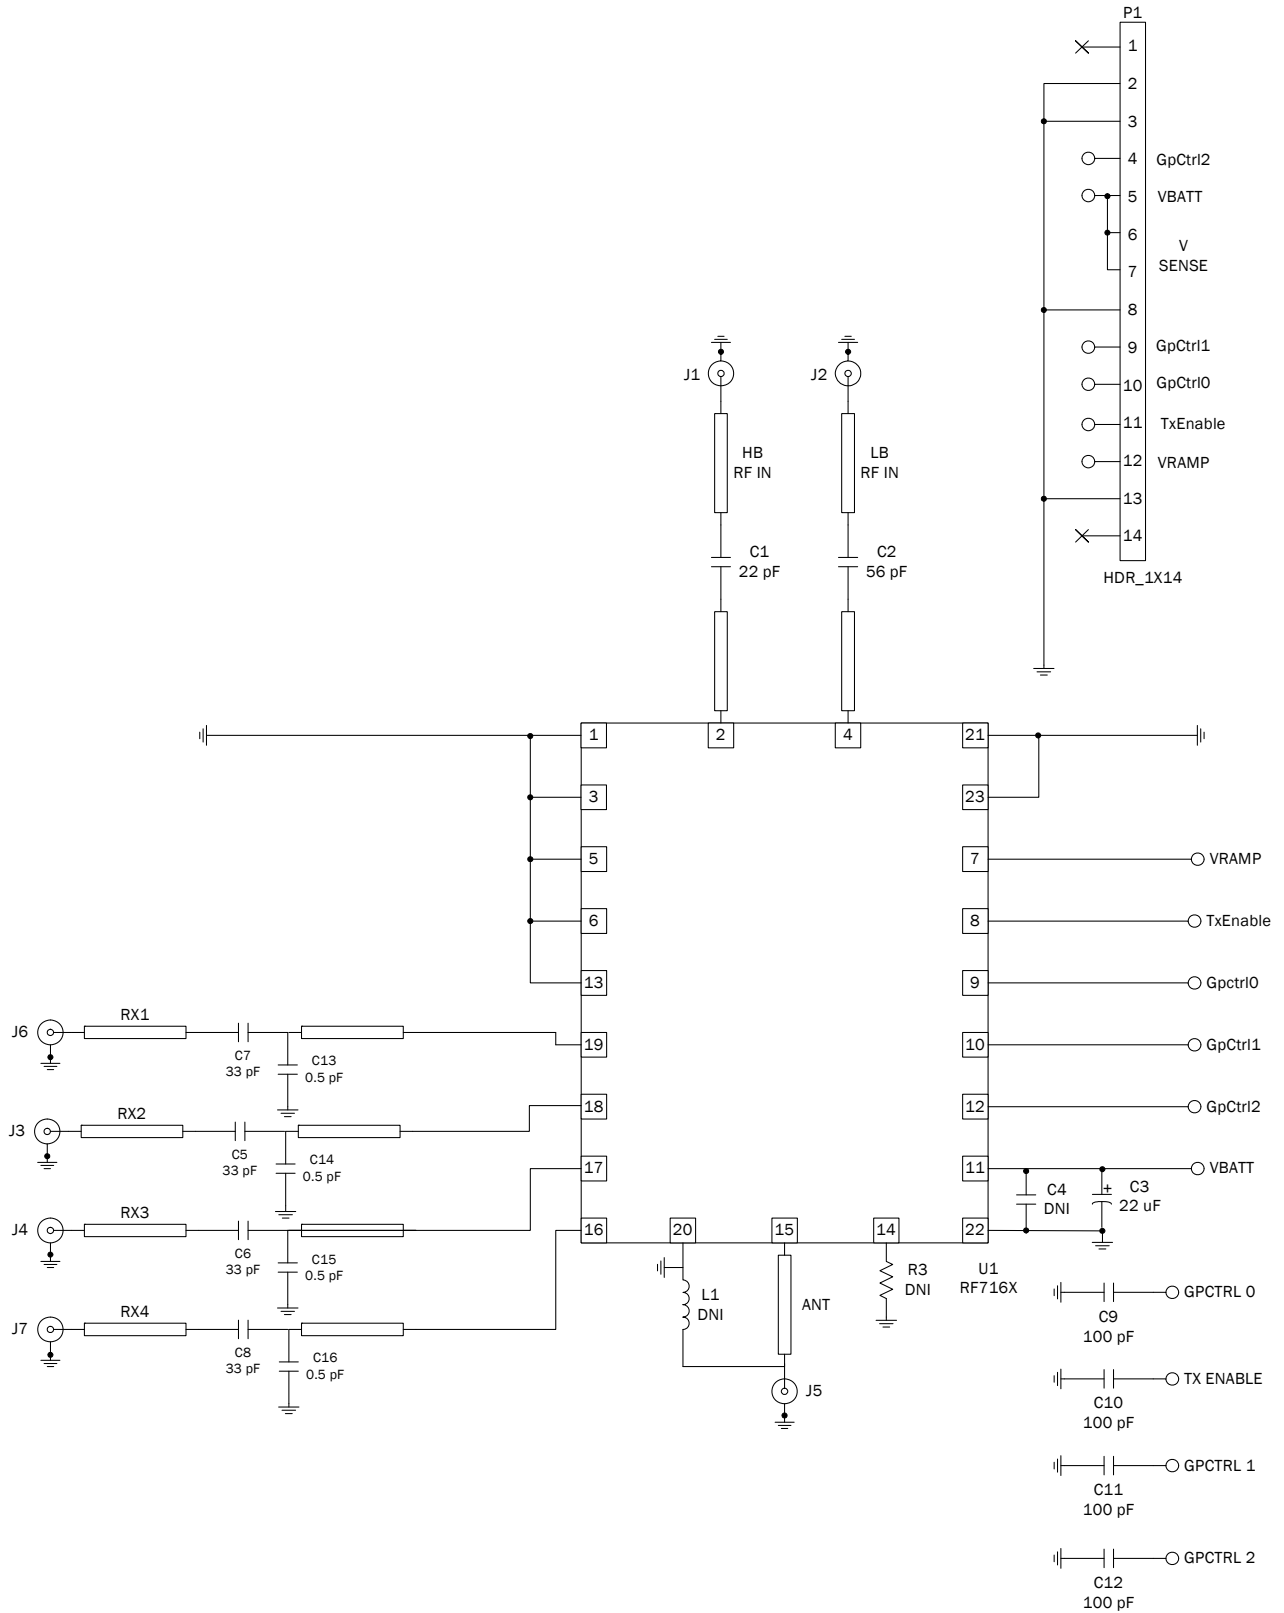 P1
1
2
3
4 GpCtrl2
5 VBATT
6
V
SENSE
7
8
9 GpCtrl1
10 GpCtrl0
11 TxEnable
12 VRAMP
13
14
HDR_1X14
J1
J2
HB
RF IN
LB
RF IN
C1
22 pF
C2
56 pF
1
2
4
21
3
23
5
7
VRAMP
6
8
TxEnable
13
9
Gpctrl0
J6
RX1
C7
33 pF
C13
0.5 pF
19
10
GpCtrl1
J3
RX2
C5
33 pF
C14
0.5 pF
18
12
GpCtrl2
J4
RX3
C6
33 pF
C15
0.5 pF
17
11
VBATT
C4
DNI
+
C3
22 uF
J7
RX4
C8
33 pF
C16
0.5 pF
16
20
15
14
22
L1
DNI
ANT
R3
DNI
U1
RF716X
J5
GPCTRL 0
C9
100 pF
TX ENABLE
C10
100 pF
GPCTRL 1
C11
100 pF
GPCTRL 2
C12
100 pF